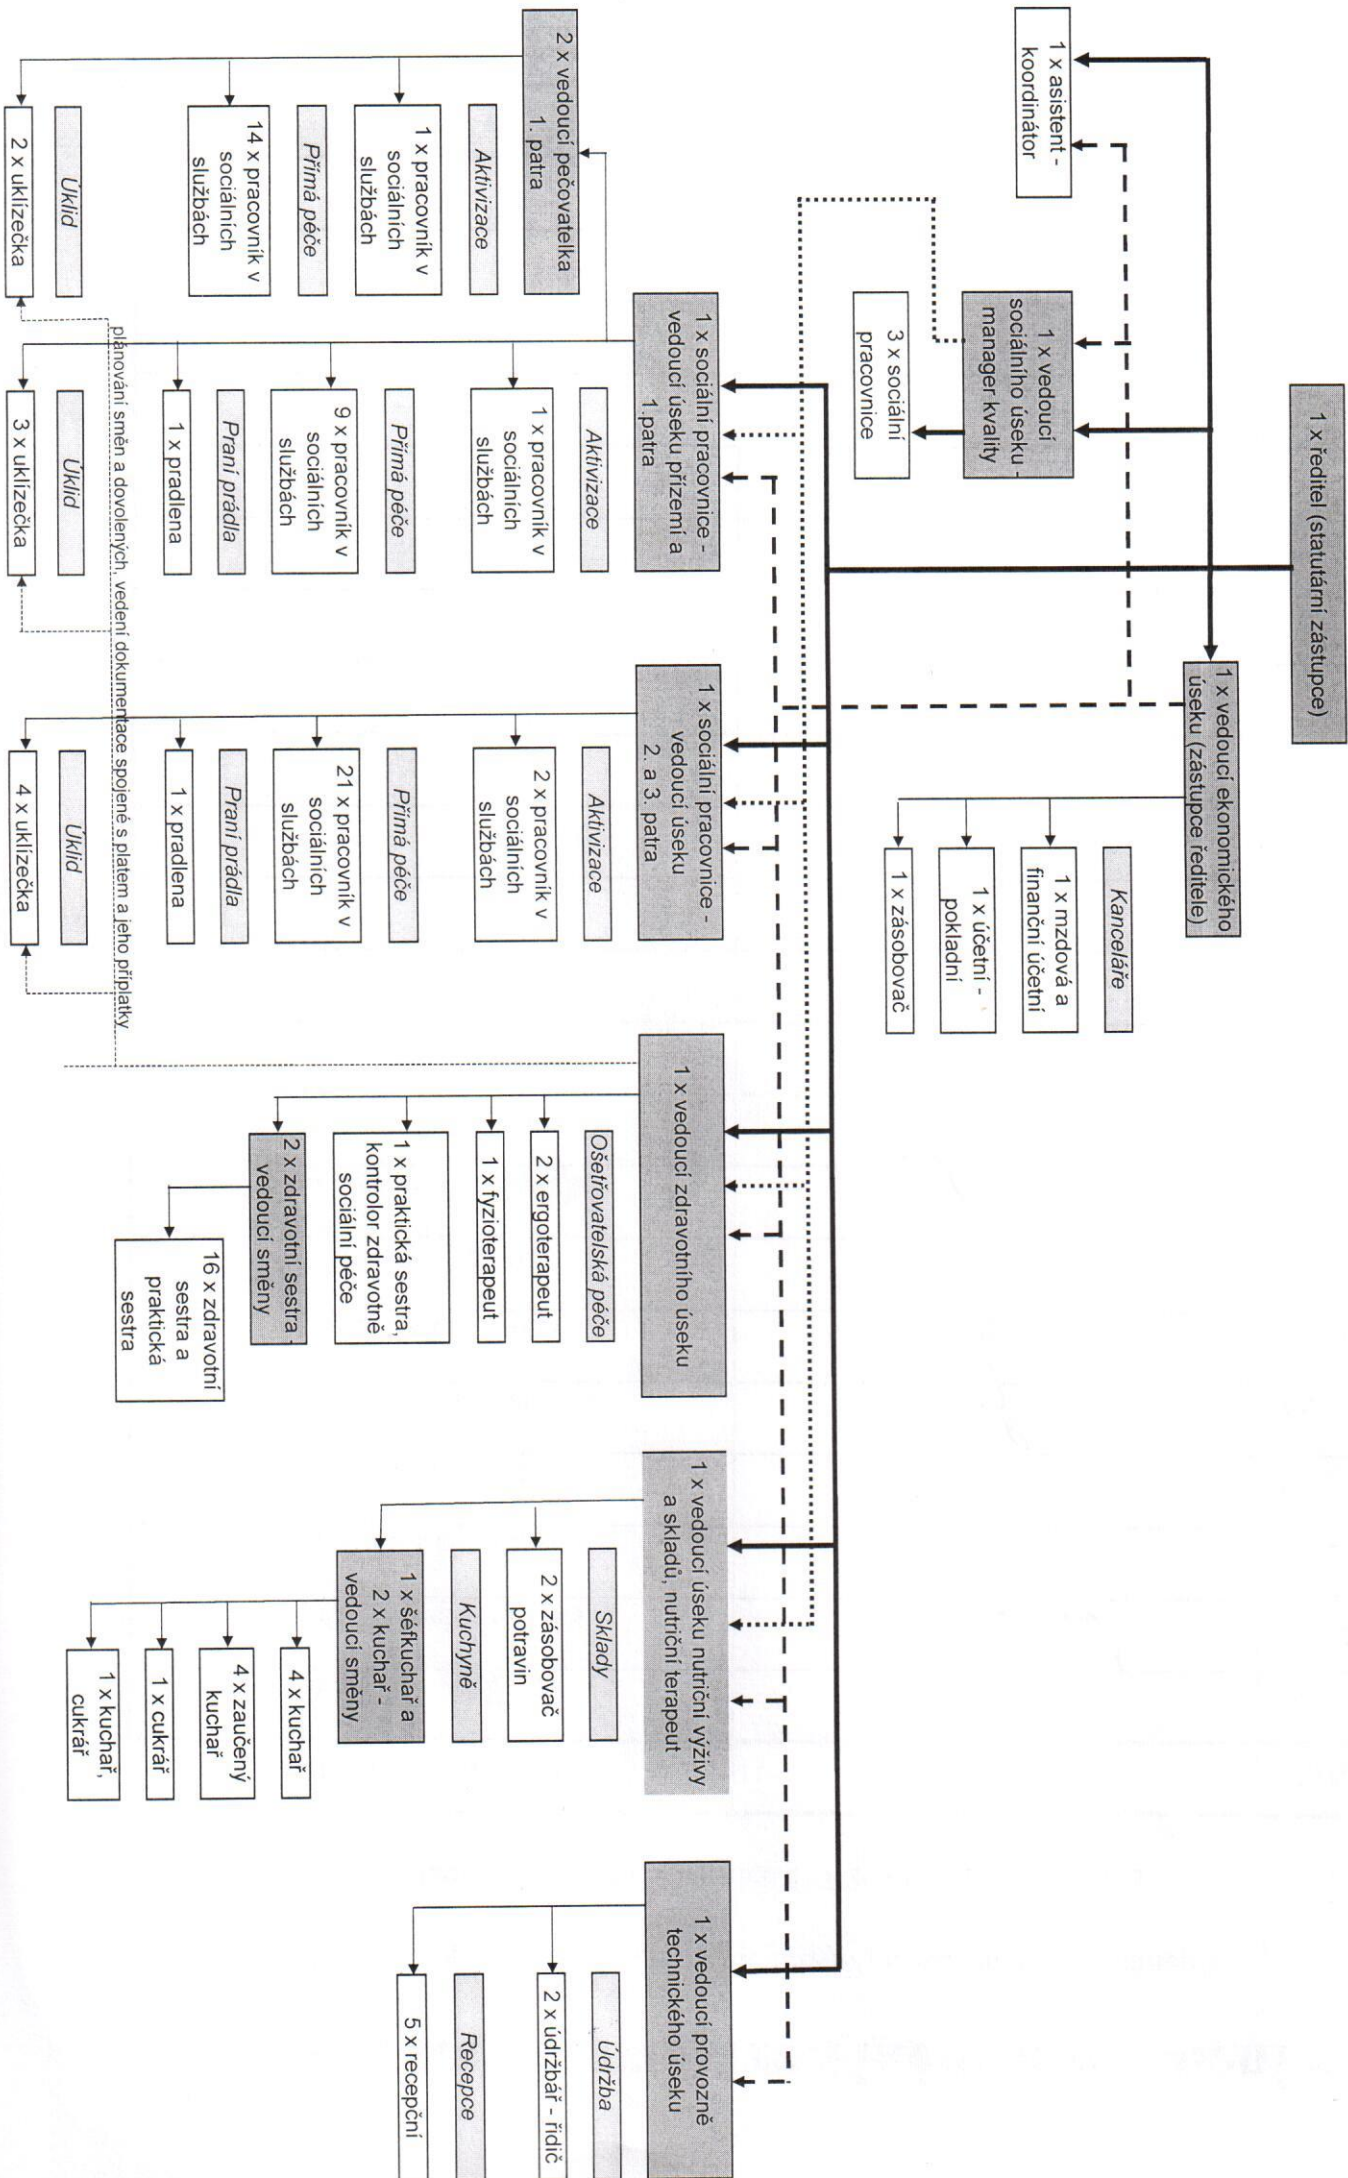 1 x ředitel (statutární zástupce)
1 x asistent -
koordinátor
1 x vedoucí ekonomického
úseku (zástupce ředitele)
Kanceláře
1 x mzdová a
finanční účetní
1 x účetní -
pokladní
1 x zásobovač
1 x vedoucí
sociálního úseku -
manager kvality
3 x sociální
pracovnice
2 x vedoucí pečovatelka
1. patra
Aktivizace
1 x pracovník v
sociálních
službách
Přímá péče
14 x pracovník v
sociálních
službách
Úklid
2 x uklízečka
1 x sociální pracovnice -
vedoucí úseku přízemí a
1.patra
Aktivizace
1 x pracovník v
sociálních
službách
Přímá péče
9 x pracovník v
sociálních
službách
Praní prádla
1 x pradlena
Úklid
3 x uklízečka
1 x sociální pracovnice -
vedoucí úseku
2. a 3. patra
Aktivizace
2 x pracovník v
sociálních
službách
Přímá péče
21 x pracovník v
sociálních
službách
Praní prádla
1 x pradlena
Úklid
4 x uklízečka
1 x vedoucí zdravotního úseku
Ošetřovatelská péče
2 x ergoterapeut
1 x fyzioterapeut
1 x praktická sestra,
kontrolor zdravotně
sociální péče
2 x zdravotní sestra -
vedoucí směny
16 x zdravotní
sestra a
praktická
sestra
1 x vedoucí úseku nutriční výživy
a skladů, nutriční terapeut
Sklady
2 x zásobovač
potravin
Kuchyně
1 x šéfkuchař a
2 x kuchař -
vedoucí směny
4 x kuchař
4 x zaučený
kuchař
1 x cukrář
1 x kuchař,
cukrář
1 x vedoucí provozně
technického úseku
Údržba
2 x údržbář - řidič
Recepce
5 x recepční
plánování směn a dovolených, vedení dokumentace spojené s platem a jeho příplatky